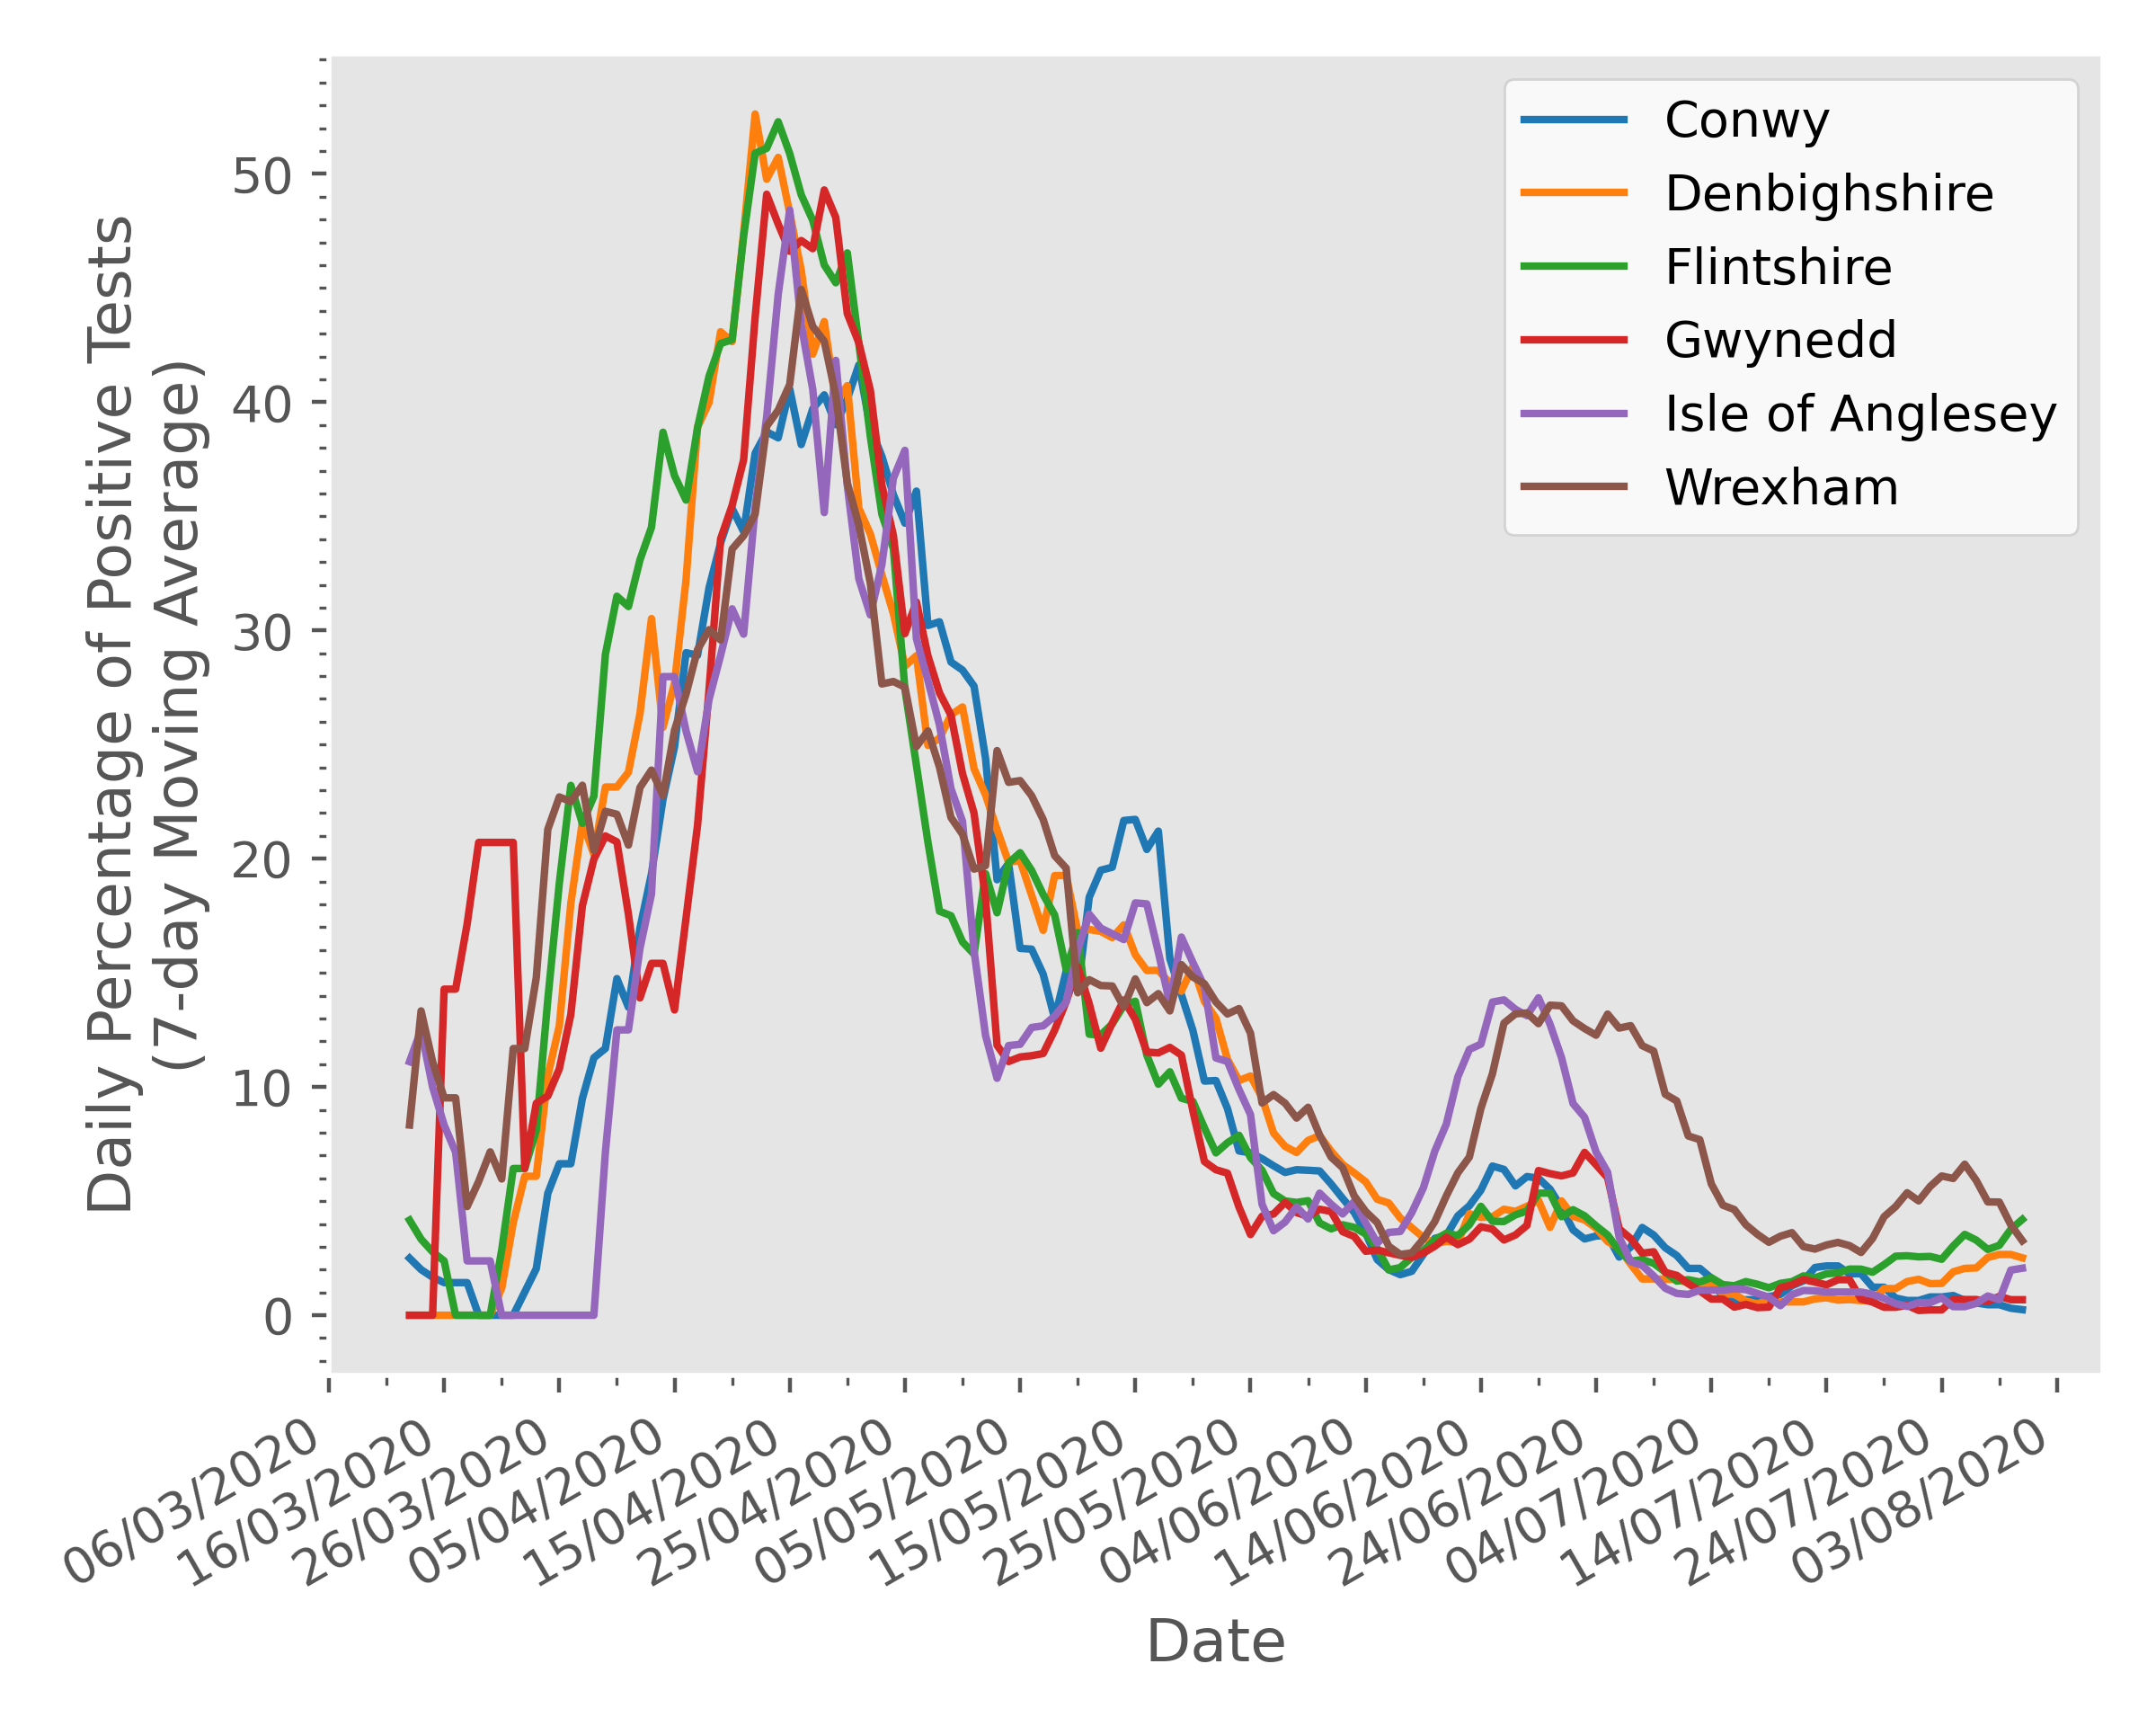 Daily Percentage of Positive Tests
(7-day Moving Average)
50
40
30
20
10
0
Conwy
Denbighshire
Flintshire
Gwynedd
Isle of Anglesey
Wrexham
06/03/2020
16/03/2020
26/03/2020
05/04/2020
15/04/2020
25/04/2020
05/05/2020
15/05/2020
25/05/2020
04/06/2020
14/06/2020
24/06/2020
04/07/2020
14/07/2020
24/07/2020
03/08/2020
Date